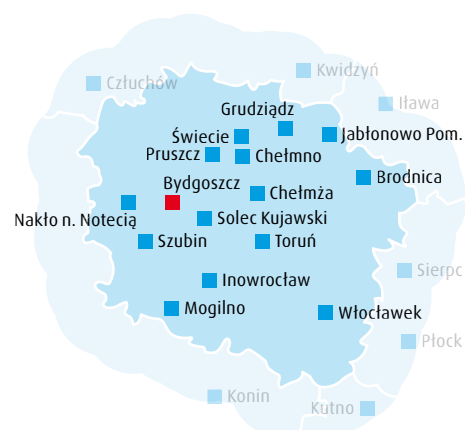 Kwidzyń
Człuchów
Iława
Grudziądz
Świecie
Jabłonowo Pom.
Pruszcz
Chełmno
Brodnica
Bydgoszcz
Chełmża
Nakło n. Notecią
Solec Kujawski
Szubin
Toruń
Sierpc
Inowrocław
Mogilno
Włocławek
Płock
Konin
Kutno